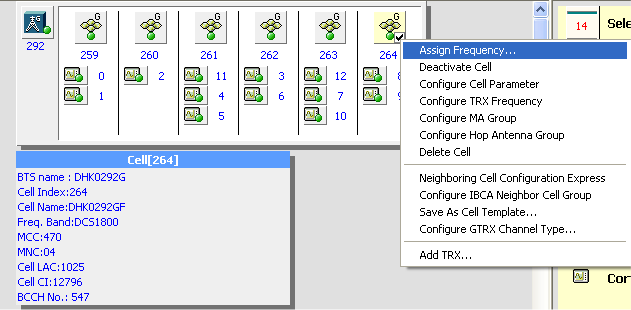 G
G G G G G G
292
259 260 261 262 263 264
0 2 11 3 12 8
1 4 6 7 9
5 10
14
Assign Frequency...
Deactivate Cell
Configure Cell Parameter
Configure TRX Frequency
Configure MA Group
Configure Hop Antenna Group
Delete Cell
Neighboring Cell Configuration Express
Configure IBCA Neighbor Cell Group
Save As Cell Template...
Configure GTRX Channel Type...
Add TRX...
Cell[264]
BTS name : DHK0292G
Cell Index:264
Cell Name:DHK0292GF
Freq. Band:DCS1800
MCC:470
MNC:04
Cell LAC:1025
Cell CI:12796
BCCH No.: 547